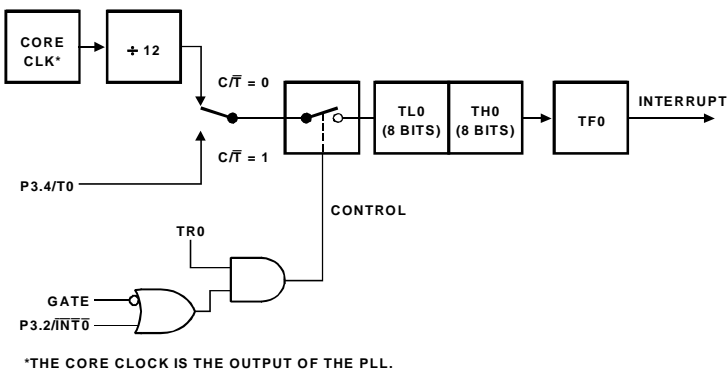 CORE
CLK*
÷ 12
C/T̅ = 0
TL0
(8 BITS)
TH0
(8 BITS)
TF0
INTERRUPT
C/T̅ = 1
P3.4/T0
CONTROL
TR0
GATE
P3.2/I̅N̅T̅0̅
*THE CORE CLOCK IS THE OUTPUT OF THE PLL.